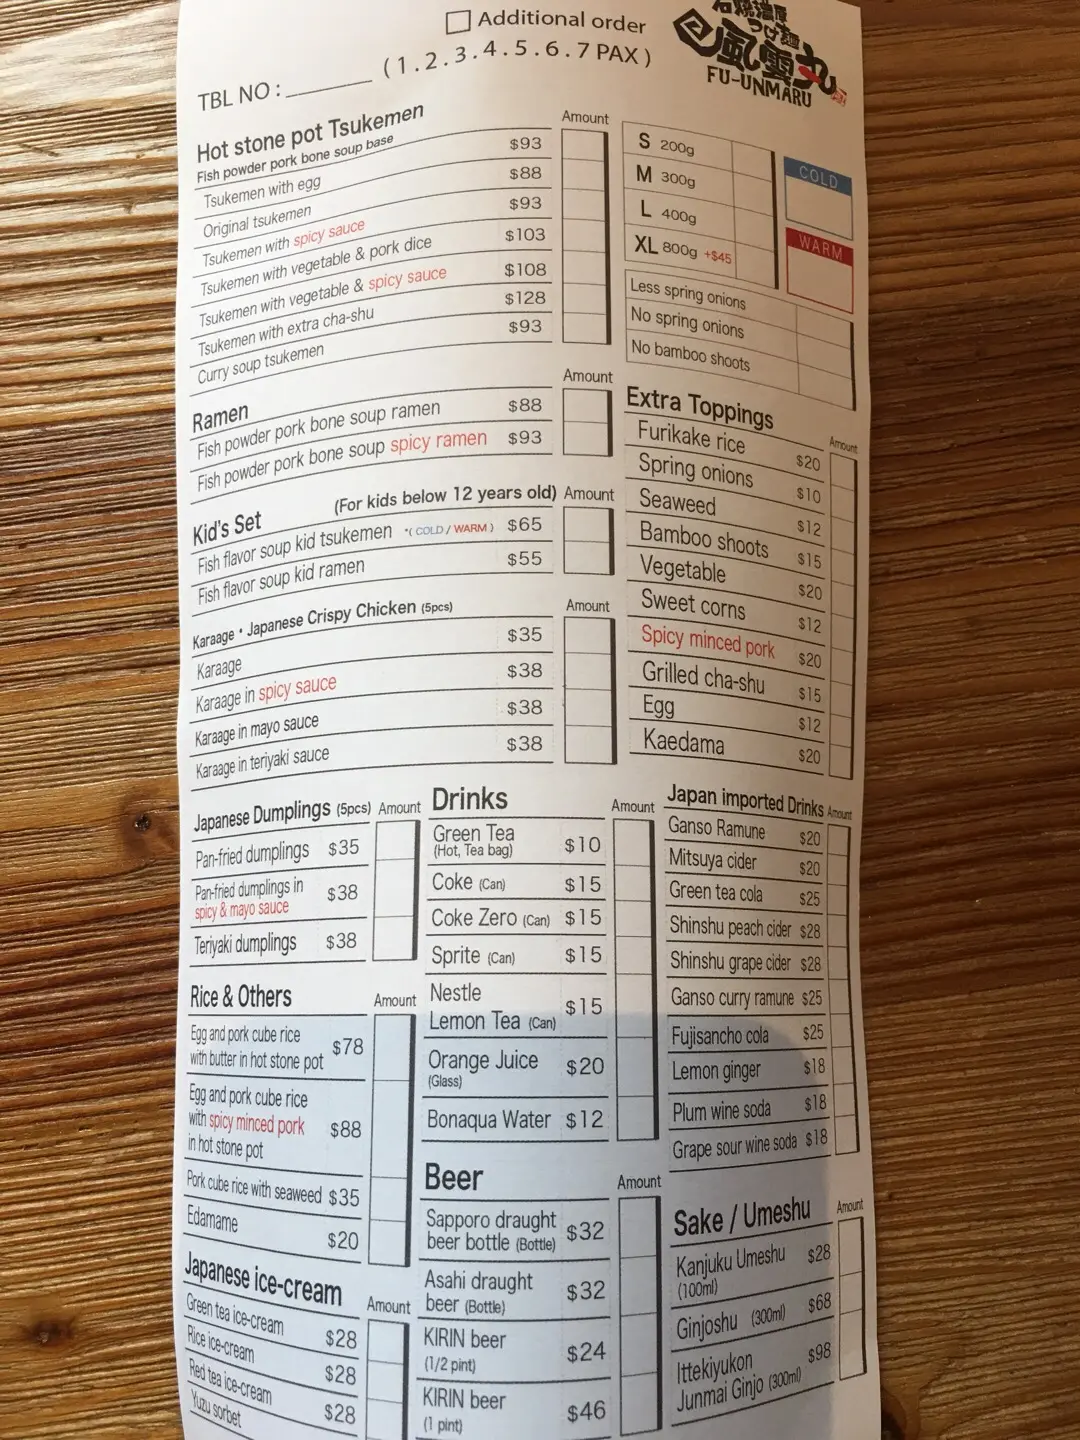 Additional order
(1.2.3.4.5.6.7 PAX)
TBL NO:
石焼濃厚
つけ麺
風雲丸
FU-UNMARU
Hot stone pot Tsukemen
Amount
Fish powder pork bone soup base
Tsukemen with egg $93
Original tsukemen $88
Tsukemen with spicy sauce $93
Tsukemen with vegetable & pork dice $103
Tsukemen with vegetable & spicy sauce $108
Tsukemen with extra cha-shu $128
Curry soup tsukemen $93
S 200g
M 300g
L 400g
XL 800g +$45
COLD
WARM
Less spring onions
No spring onions
No bamboo shoots
Ramen
Amount
Fish powder pork bone soup ramen $88
Fish powder pork bone soup spicy ramen $93
Kid's Set (For kids below 12 years old) Amount
Fish flavor soup kid tsukemen *( COLD / WARM ) $65
Fish flavor soup kid ramen $55
Karaage・Japanese Crispy Chicken (5pcs) Amount
Karaage $35
Karaage in spicy sauce $38
Karaage in mayo sauce $38
Karaage in teriyaki sauce $38
Extra Toppings
Amount
Furikake rice $20
Spring onions $10
Seaweed $12
Bamboo shoots $15
Vegetable $20
Sweet corns $12
Spicy minced pork $20
Grilled cha-shu $15
Egg $12
Kaedama $20
Japanese Dumplings (5pcs) Amount
Pan-fried dumplings $35
Pan-fried dumplings in
spicy & mayo sauce $38
Teriyaki dumplings $38
Rice & Others Amount
Egg and pork cube rice
with butter in hot stone pot $78
Egg and pork cube rice
with spicy minced pork $88
in hot stone pot
Pork cube rice with seaweed $35
Edamame $20
Japanese ice-cream Amount
Green tea ice-cream $28
Rice ice-cream $28
Red tea ice-cream $28
Yuzu sorbet
Drinks Amount
Green Tea $10
(Hot, Tea bag)
Coke (Can) $15
Coke Zero (Can) $15
Sprite (Can) $15
Nestle
Lemon Tea (Can) $15
Orange Juice $20
(Glass)
Bonaqua Water $12
Beer Amount
Sapporo draught
beer bottle (Bottle) $32
Asahi draught
beer (Bottle) $32
KIRIN beer
(1/2 pint) $24
KIRIN beer
(1 pint) $46
Japan imported Drinks Amount
Ganso Ramune $20
Mitsuya cider $20
Green tea cola $25
Shinshu peach cider $28
Shinshu grape cider $28
Ganso curry ramune $25
Fujisancho cola $25
Lemon ginger $18
Plum wine soda $18
Grape sour wine soda $18
Sake / Umeshu Amount
Kanjuku Umeshu $28
(100ml)
Ginjoshu (300ml) $68
Ittekiyukon
Junmai Ginjo (300ml) $98